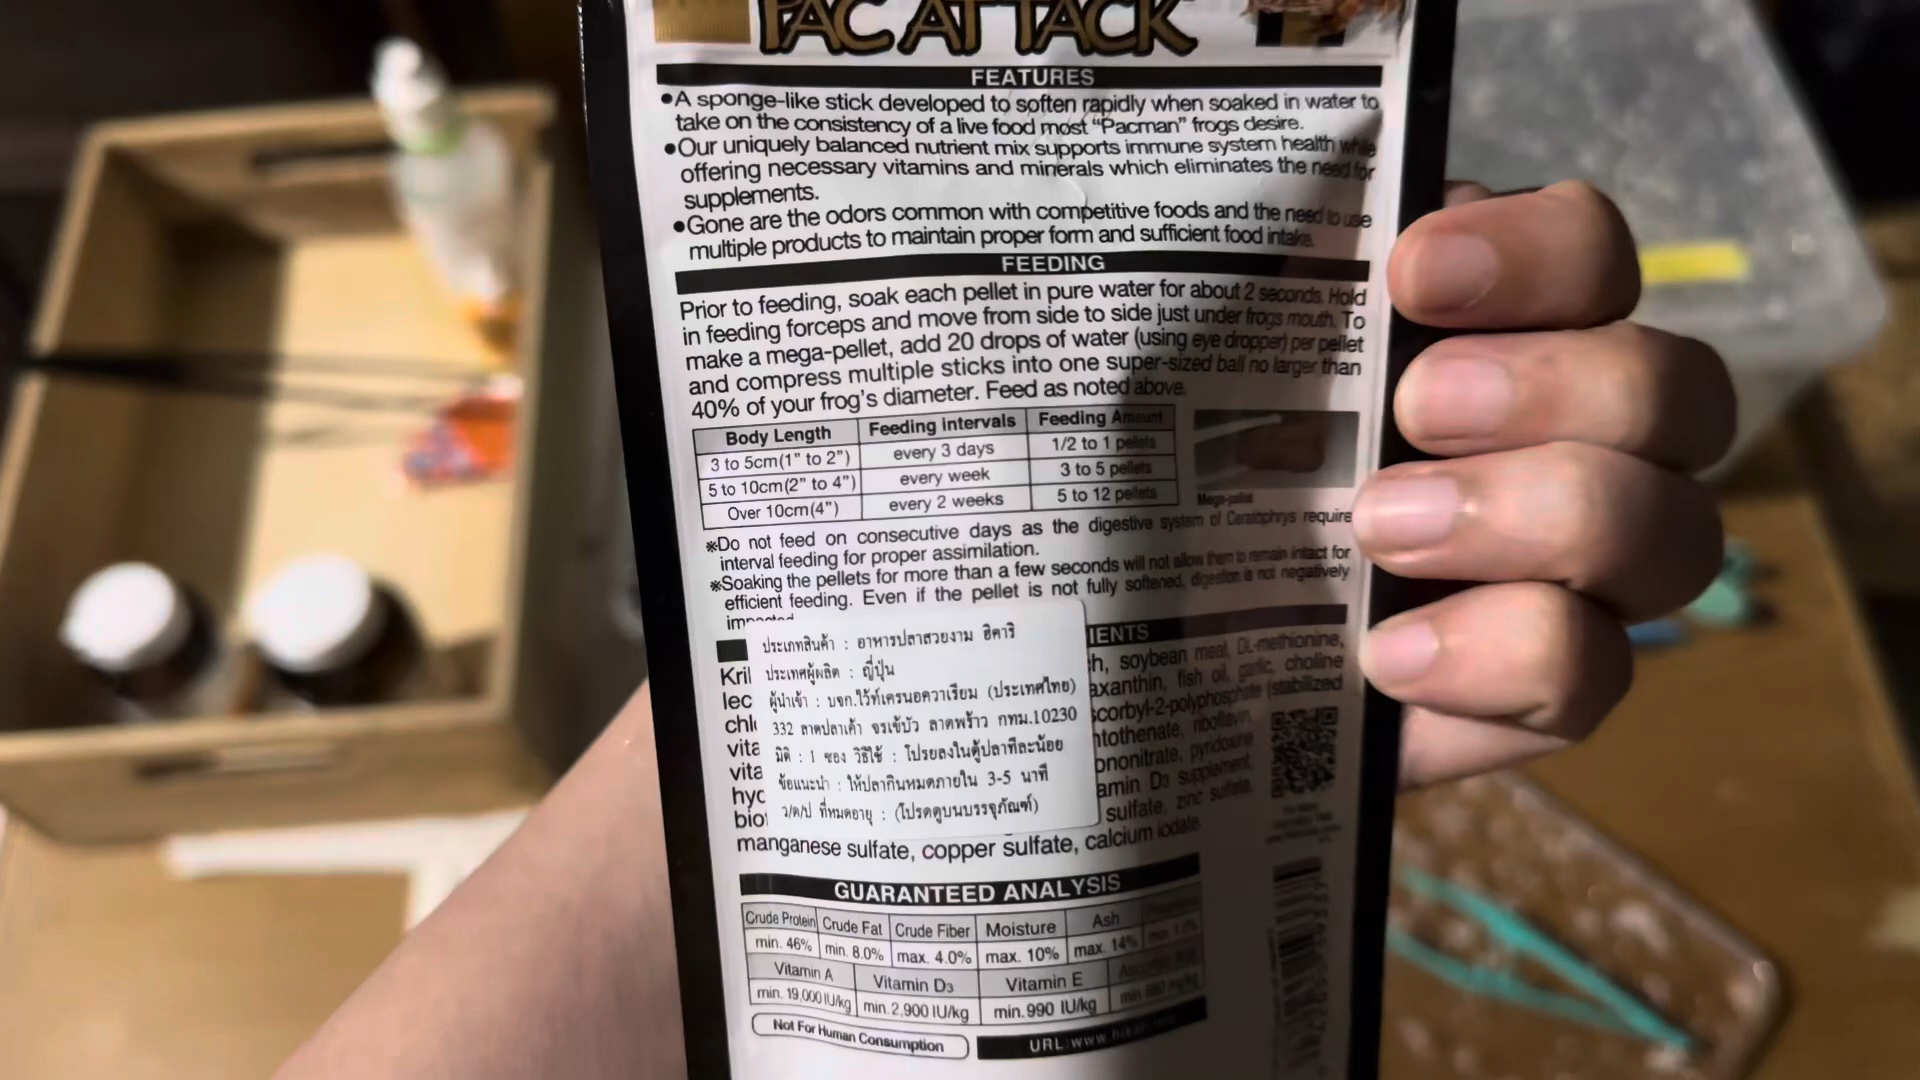 PAC ATTACK
FEATURES
●A sponge-like stick developed to soften rapidly when soaked in water to
take on the consistency of a live food most “Pacman” frogs desire.
●Our uniquely balanced nutrient mix supports immune system health while
offering necessary vitamins and minerals which eliminates the need for
supplements.
●Gone are the odors common with competitive foods and the need to use
multiple products to maintain proper form and sufficient food intake.
FEEDING
Prior to feeding, soak each pellet in pure water for about 2 seconds. Hold
in feeding forceps and move from side to side just under frogs mouth. To
make a mega-pellet, add 20 drops of water (using eye dropper) per pellet
and compress multiple sticks into one super-sized ball no larger than
40% of your frog’s diameter. Feed as noted above.
Body Length Feeding Intervals Feeding Amount
3 to 5cm(1” to 2”) every 3 days 1/2 to 1 pellets
5 to 10cm(2” to 4”) every week 3 to 5 pellets
Over 10cm(4”) every 2 weeks 5 to 12 pellets
Mega-pellet
※Do not feed on consecutive days as the digestive system of Ceratophrys require
interval feeding for proper assimilation.
※Soaking the pellets for more than a few seconds will not allow them to remain intact for
efficient feeding. Even if the pellet is not fully softened, digestion is not negatively
ประเภทสินค้า : อาหารปลาสวยงาม ฮิคาริ
ประเทศผู้ผลิต : ญี่ปุ่น
ผู้นำเข้า : บจก.ไว้ท์เครนอควาเรียม (ประเทศไทย)
332 ลาดปลาเค้า จรเข้บัว ลาดพร้าว กทม.10230
มิติ : 1 ซอง วิธีใช้ : โปรยลงในตู้ปลาทีละน้อย
ข้อแนะนำ : ให้ปลากินหมดภายใน 3-5 นาที
ว/ด/ป ที่หมดอายุ : (โปรดดูบนบรรจุภัณฑ์)
IENTS
Kril h, soybean meal, DL-methionine,
lec axanthin, fish oil, garlic, choline
chl scorbyl-2-polyphosphate (stabilized
vita ntothenate, riboflavin,
vita ononitrate, pyridoxine
hyd amin D3 supplement,
bio sulfate, zinc sulfate,
manganese sulfate, copper sulfate, calcium iodate
GUARANTEED ANALYSIS
Crude Protein Crude Fat Crude Fiber Moisture Ash
min. 46% min. 8.0% max. 4.0% max. 10% max. 14%
Vitamin A Vitamin D3 Vitamin E
min. 19,000 IU/kg min. 2,900 IU/kg min. 990 IU/kg
Not For Human Consumption
URL:www.